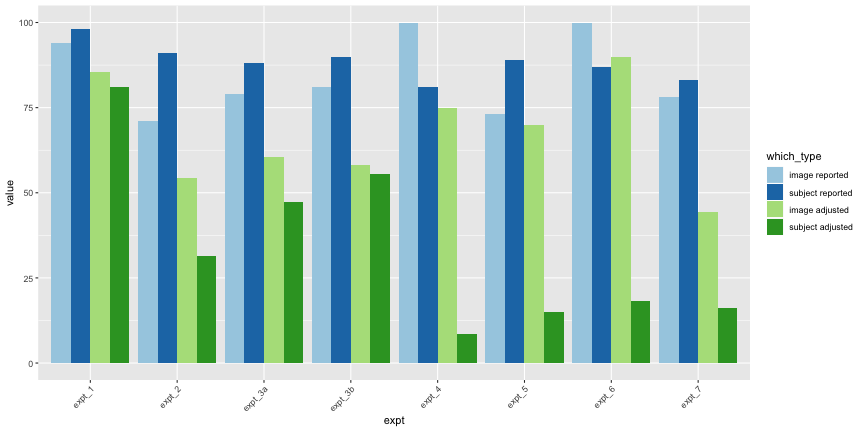 100
75
50
25
0
value
expt_1
expt_2
expt_3a
expt_3b
expt_4
expt_5
expt_6
expt_7
expt
which_type
image reported
subject reported
image adjusted
subject adjusted